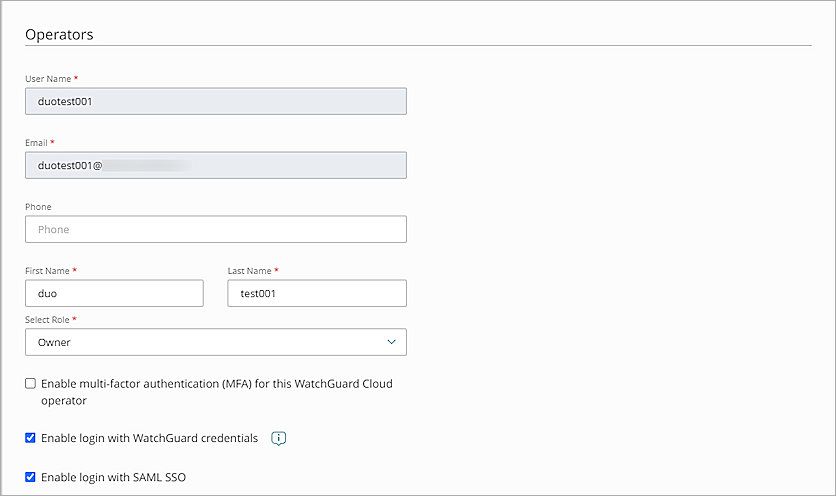 Operators
User Name *
duotest001
Email *
duotest001@
Phone
Phone
First Name *
Last Name *
duo
test001
Select Role *
Owner
Enable multi-factor authentication (MFA) for this WatchGuard Cloud
operator
Enable login with WatchGuard credentials
Enable login with SAML SSO